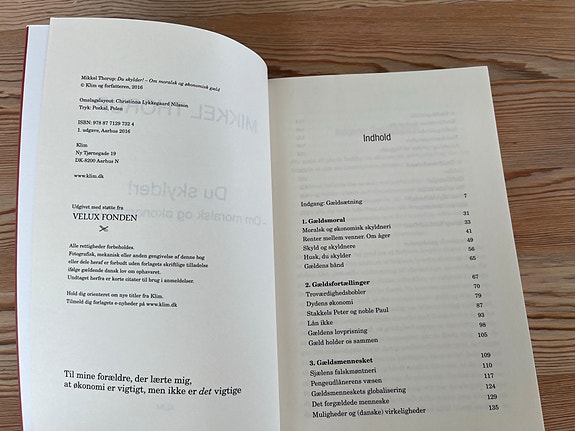 Mikkel Thorup: Du skylder! – Om moralsk og økonomisk gæld
© Klim og forfatteren, 2016
Omslagslayout: Christinna Lykkegaard Nilsson
Tryk: Pozkal, Polen
ISBN: 978 87 7129 732 4
1. udgave, Aarhus 2016
Klim
Ny Tjørnegade 19
DK-8200 Aarhus N
www.klim.dk
Udgivet med støtte fra
VELUX FONDEN
Alle rettigheder forbeholdes.
Fotografisk, mekanisk eller anden gengivelse af denne bog
eller dele heraf er forbudt uden forlagets skriftlige tilladelse
ifølge gældende dansk lov om ophavsret.
Undtaget herfra er korte citater til brug i anmeldelser.
Hold dig orienteret om nye titler fra Klim.
Tilmeld dig forlagets e-nyheder på www.klim.dk
Til mine forældre, der lærte mig,
at økonomi er vigtigt, men ikke er det vigtige
Indhold
Indgang: Gældsætning 7
1. Gældsmoral 31
Moralsk og økonomisk skyldneri 33
Renter mellem venner. Om åger 41
Skyld og skyldnere 49
Husk, du skylder 56
Gældens bånd 65
2. Gældsfortællinger 67
Troværdighedsbobler 70
Dydens økonomi 79
Stakkels Peter og noble Paul 87
Lån ikke 93
Gældens lovprisning 98
Gæld holder os sammen 105
3. Gældsmennesket 109
Sjælens falskmøntneri 110
Pengeudlånerens væsen 117
Gældsmenneskets globalisering 124
Det forgældede menneske 129
Muligheder og (danske) virkeligheder 135